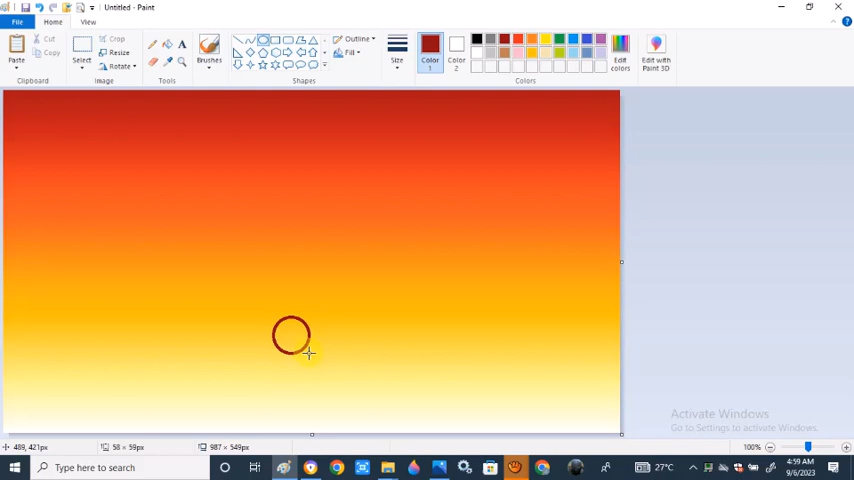 Untitled - Paint
File
Home
View
Paste
Cut
Copy
Clipboard
Select
Crop
Resize
Rotate
Image
A
Tools
Brushes
Outline
Fill
Shapes
Size
Color
1
Color
2
Edit
colors
Colors
Edit with
Paint 3D
Activate Windows
Go to Settings to activate Windows.
489, 421px
58 × 59px
987 × 549px
100%
Type here to search
27°C
4:59 AM
9/6/2023